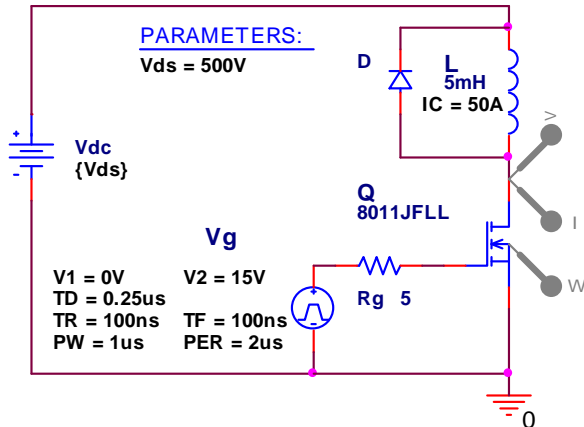 PARAMETERS:
Vds = 500V
D
L
5mH
IC = 50A
V
+
Vdc
{Vds}
-
Q
8011JFLL
I
Vg
V1 = 0V V2 = 15V
TD = 0.25us
TR = 100ns TF = 100ns
PW = 1us PER = 2us
+
-
Rg 5
W
0